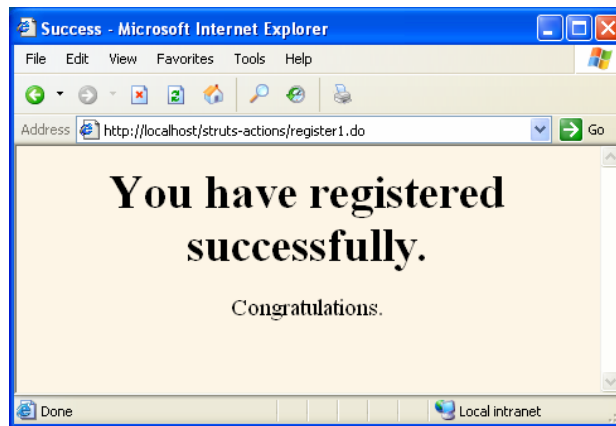 Success - Microsoft Internet Explorer
File Edit View Favorites Tools Help
Address http://localhost/struts-actions/register1.do Go
You have registered
successfully.
Congratulations.
Done Local intranet